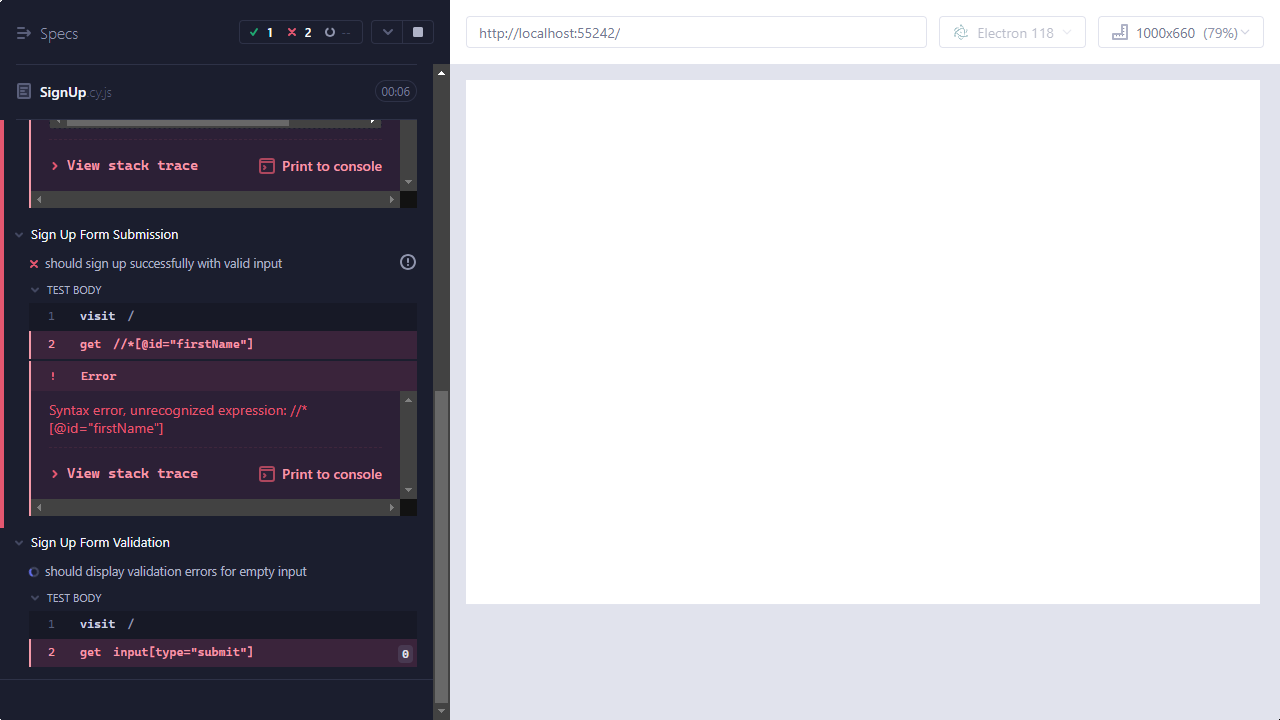 Specs
1
2
--
http://localhost:55242/
Electron 118
1000x660 (79%)
SignUp.cy.js
00:06
View stack trace
Print to console
Sign Up Form Submission
should sign up successfully with valid input
TEST BODY
1 visit /
2 get //*[@id="firstName"]
! Error
Syntax error, unrecognized expression: //*
[@id="firstName"]
View stack trace
Print to console
Sign Up Form Validation
should display validation errors for empty input
TEST BODY
1 visit /
2 get input[type="submit"] 0